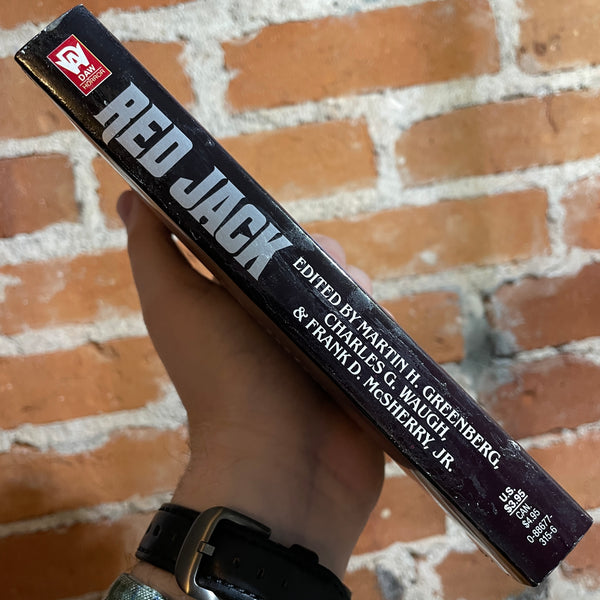 DAW
HORROR
RED JACK
EDITED BY MARTIN H. GREENBERG,
CHARLES G. WAUGH,
& FRANK D. McSHERRY, JR.
U.S.
$3.95
CAN.
$4.95
0-88677-
315-6